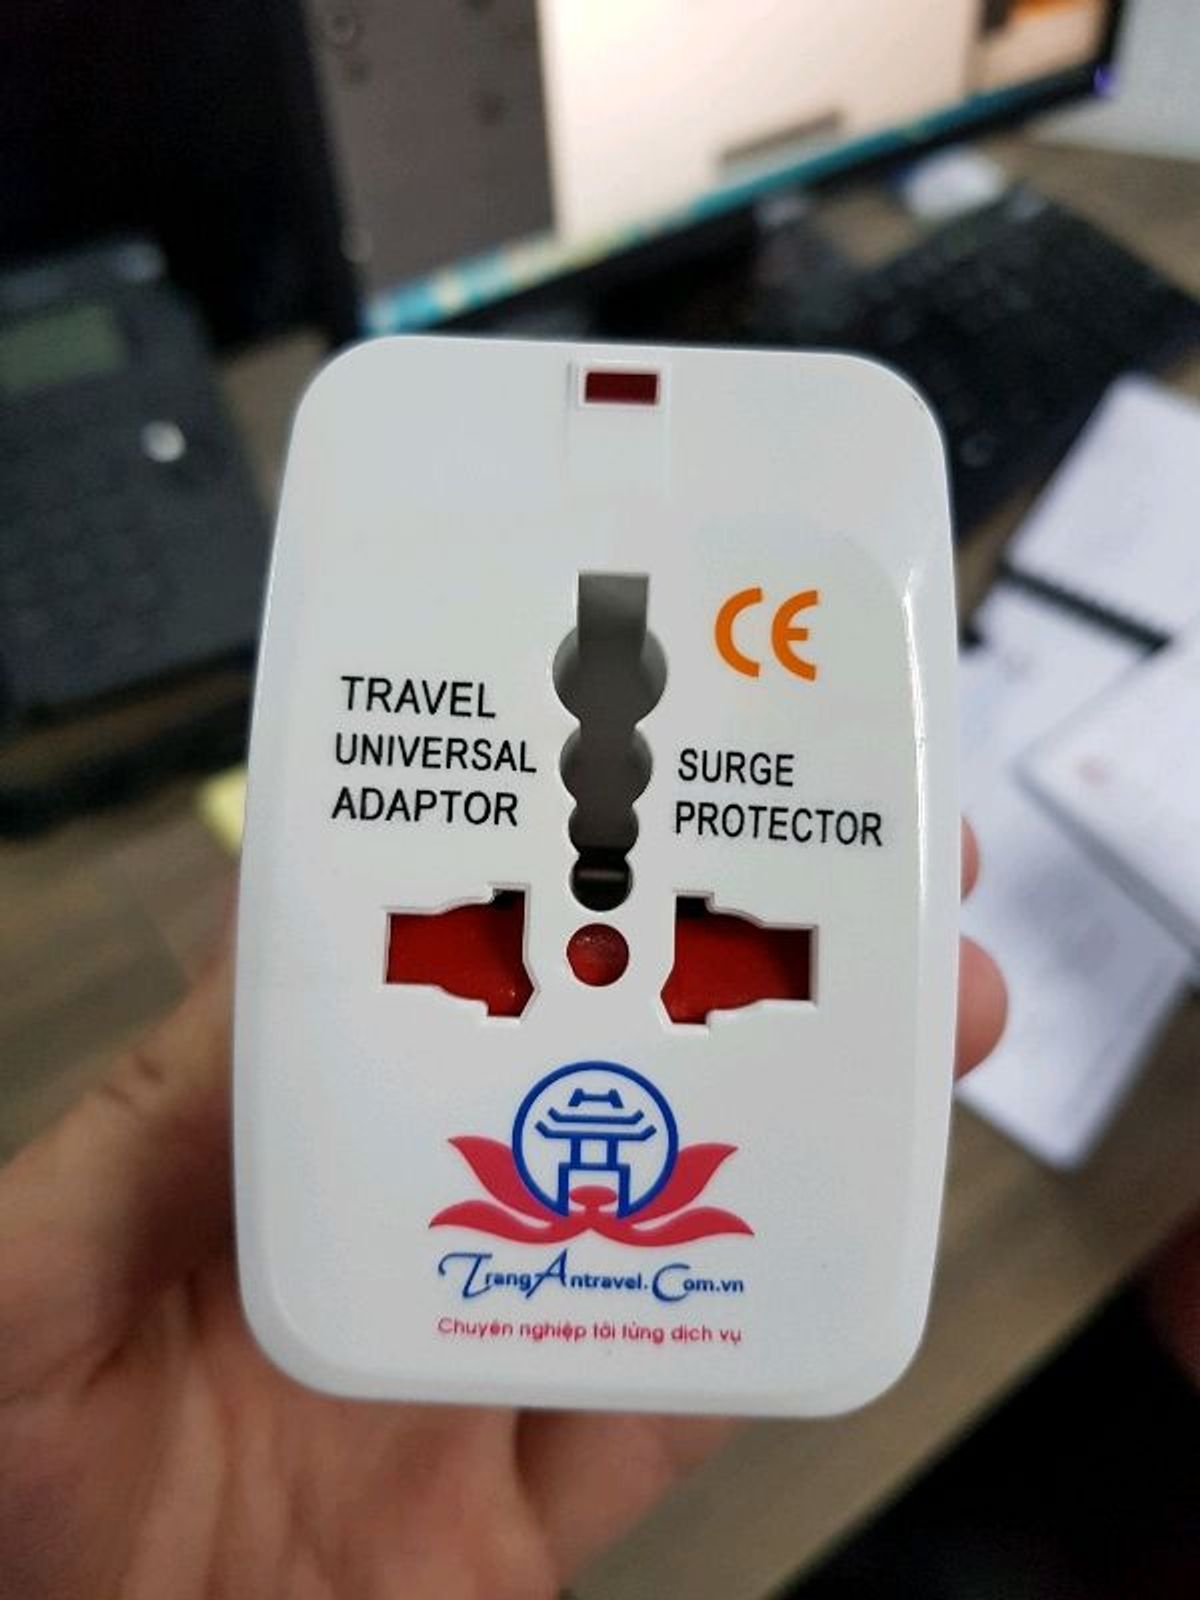 CE
TRAVEL
UNIVERSAL
ADAPTOR
SURGE
PROTECTOR
TrangAntravel.Com.vn
Chuyên nghiệp tới từng dịch vụ